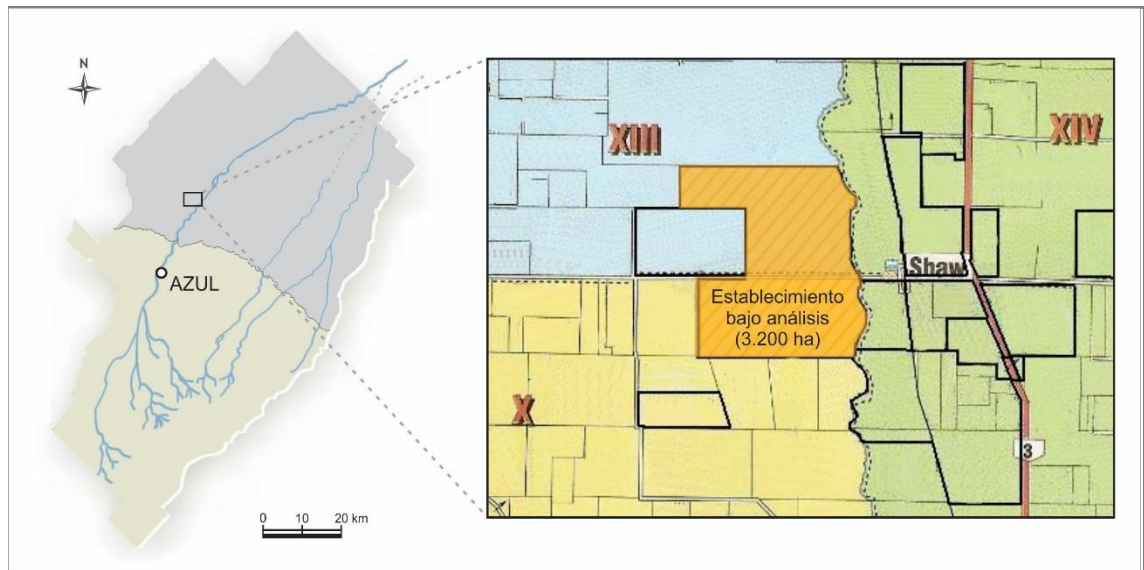 N
AZUL
0 10 20 km
XIII
XIV
Shaw
Establecimiento
bajo análisis
(3.200 ha)
X
3